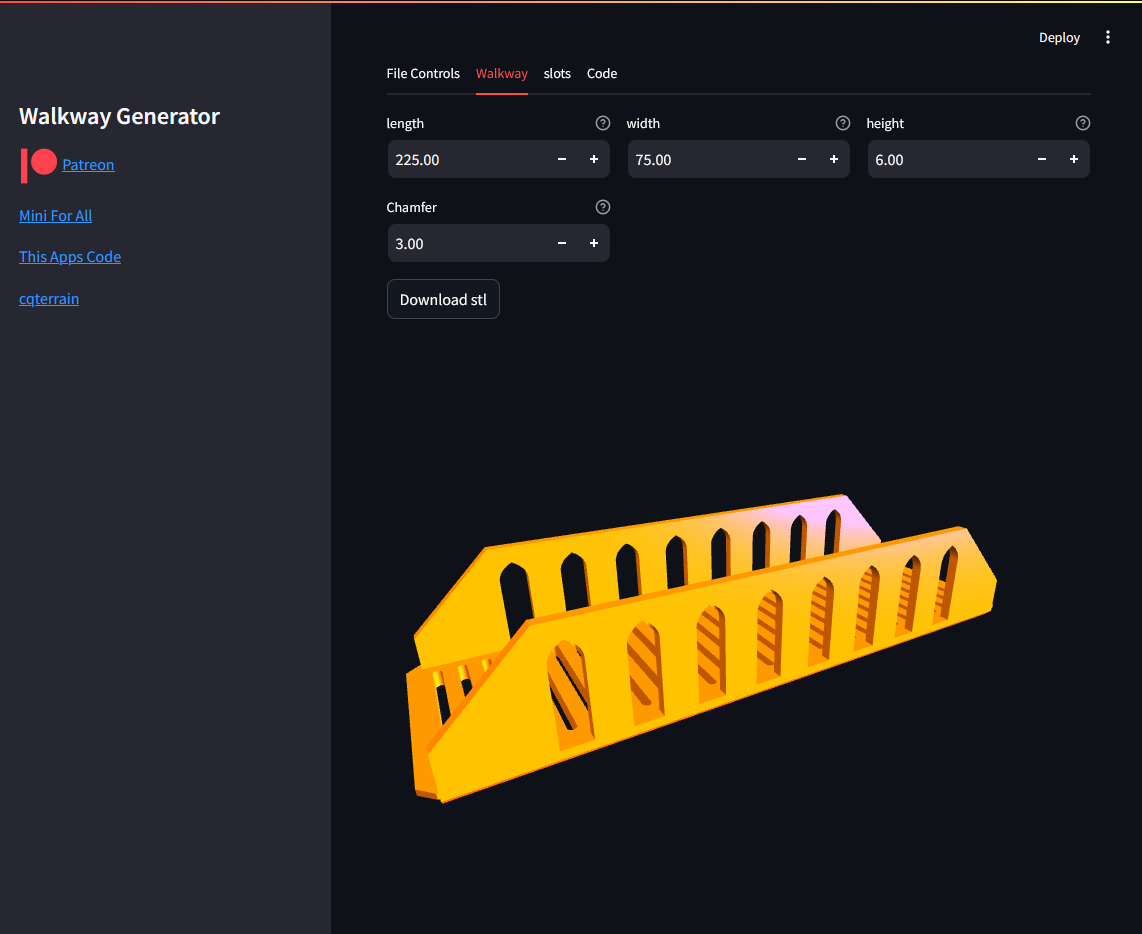 Deploy
Walkway Generator
Patreon
Mini For All
This Apps Code
cqterrain
File Controls Walkway slots Code
length width height
225.00 - + 75.00 - + 6.00 - +
Chamfer
3.00 - +
Download stl